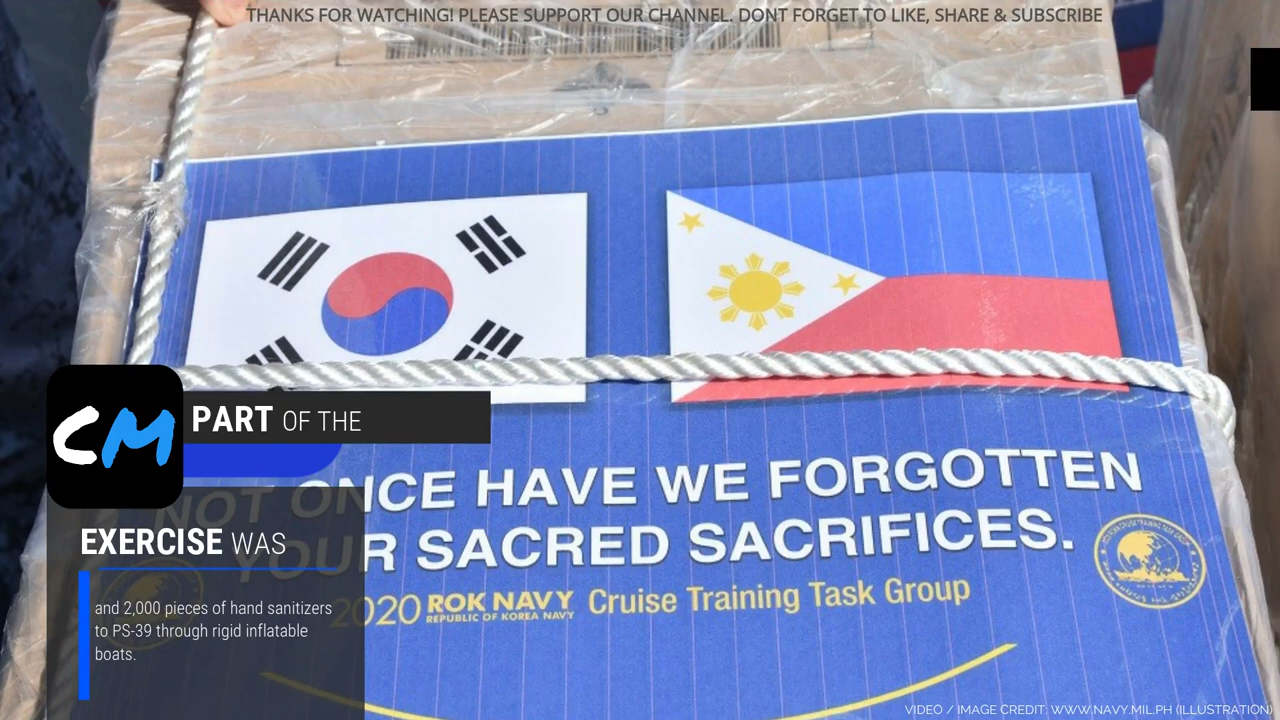 THANKS FOR WATCHING! PLEASE SUPPORT OUR CHANNEL. DONT FORGET TO LIKE, SHARE & SUBSCRIBE
CM
PART OF THE
NOT ONCE HAVE WE FORGOTTEN
EXERCISE WAS
YOUR SACRED SACRIFICES.
2020 ROK NAVY Cruise Training Task Group
REPUBLIC OF KOREA NAVY
and 2,000 pieces of hand sanitizers
to PS-39 through rigid inflatable
boats.
VIDEO / IMAGE CREDIT: WWW.NAVY.MIL.PH (ILLUSTRATION)